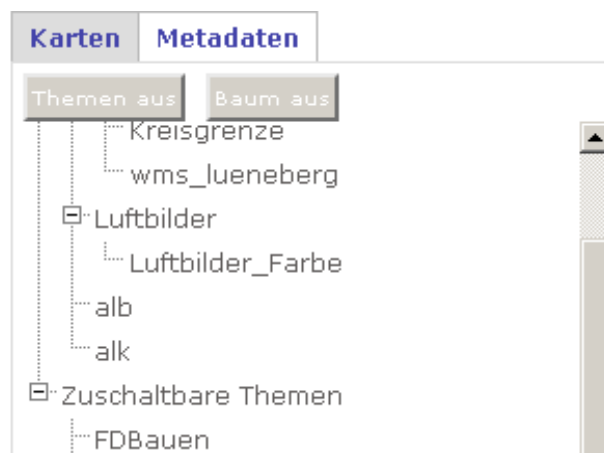 Karten Metadaten
Themen aus Baum aus
Kreisgrenze
wms_lueneberg
Luftbilder
Luftbilder_Farbe
alb
alk
Zuschaltbare Themen
FDBauen